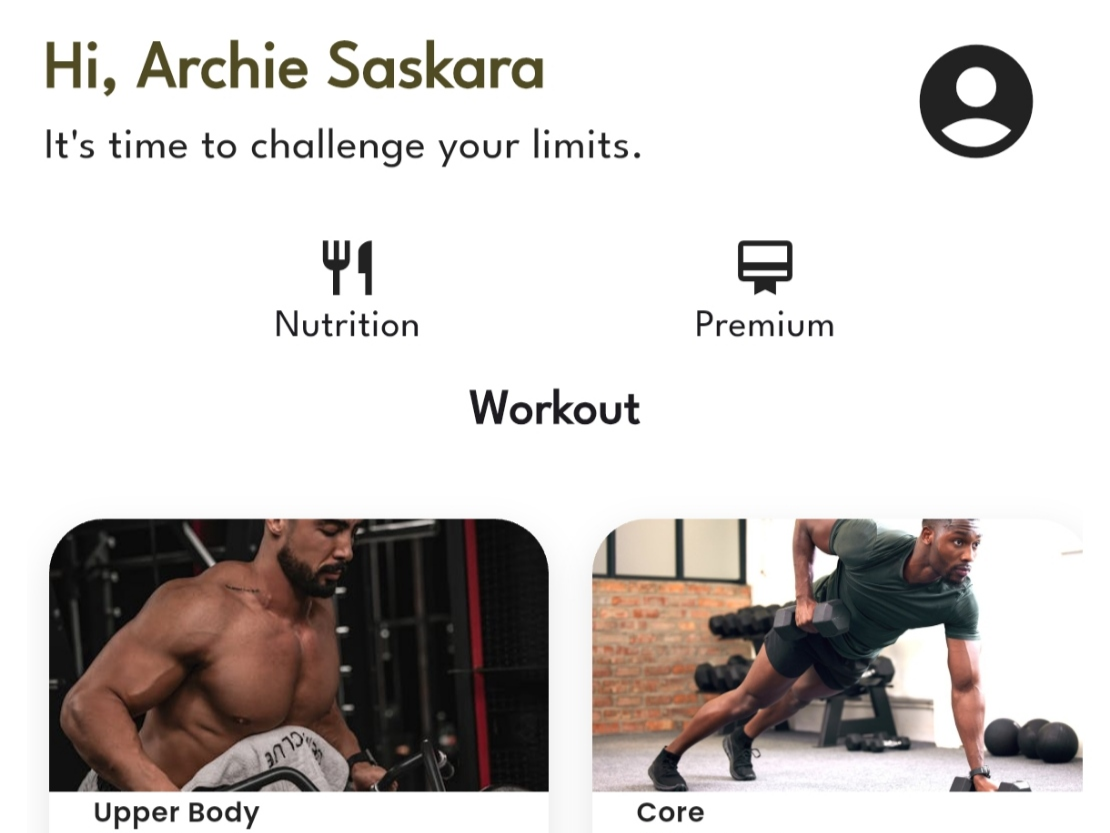 Hi, Archie Saskara
It's time to challenge your limits.
Nutrition
Premium
Workout
Upper Body
Core